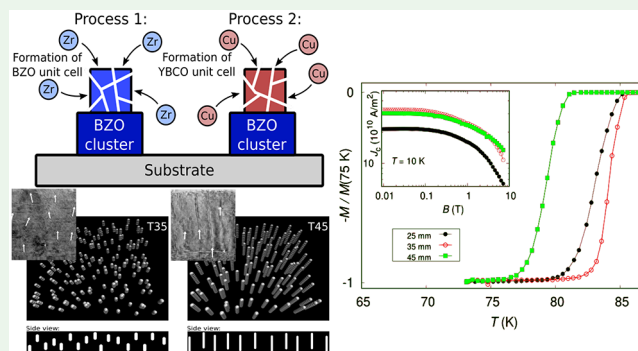 Process 1:
Process 2:
Zr
Zr
Zr
Zr
Formation of
BZO unit cell
Cu
Cu
Cu
Cu
Formation of
YBCO unit cell
BZO
cluster
BZO
cluster
Substrate
T35
T45
Side view:
Side view:
-M / M(75 K)
0
-1
65
70
75
80
85
T (K)
Jc (10^10 A/m^2)
10
T = 10 K
0.01
0.1
1
10
B (T)
25 mm
35 mm
45 mm